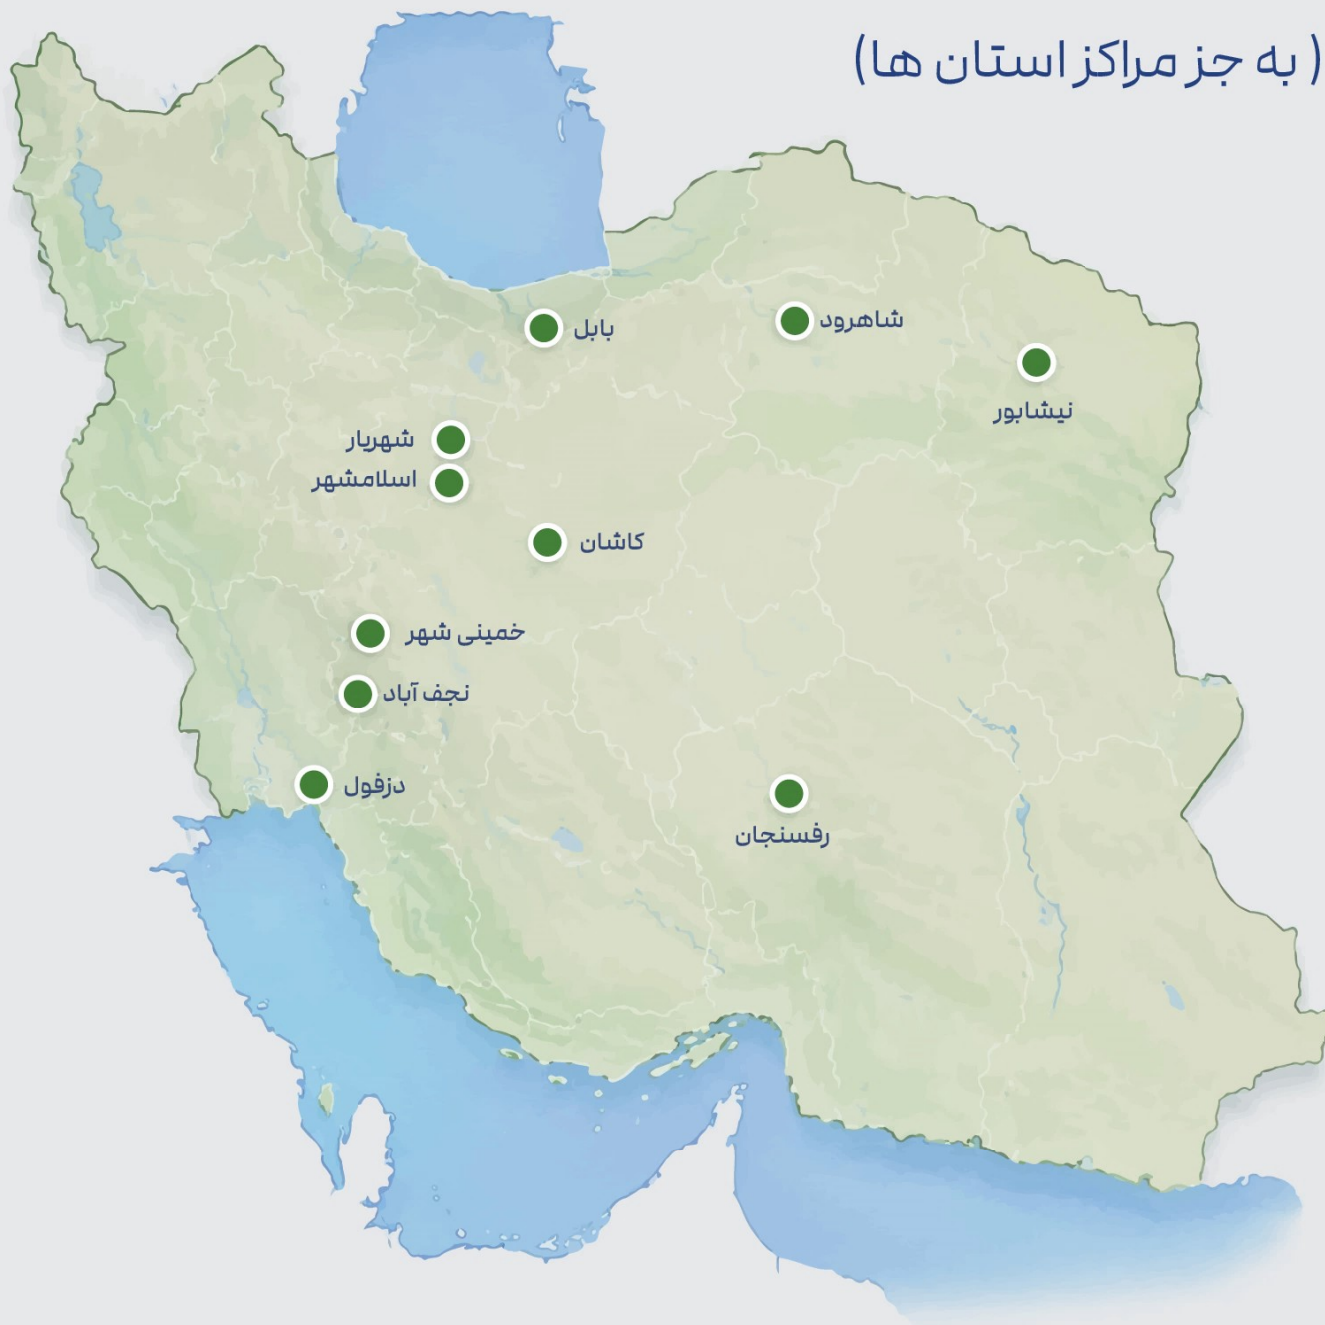 ( به جز مراکز استان ها)
شاهرود
بابل
نیشابور
شهریار
اسلامشهر
کاشان
خمینی شهر
نجف آباد
دزفول
رفسنجان